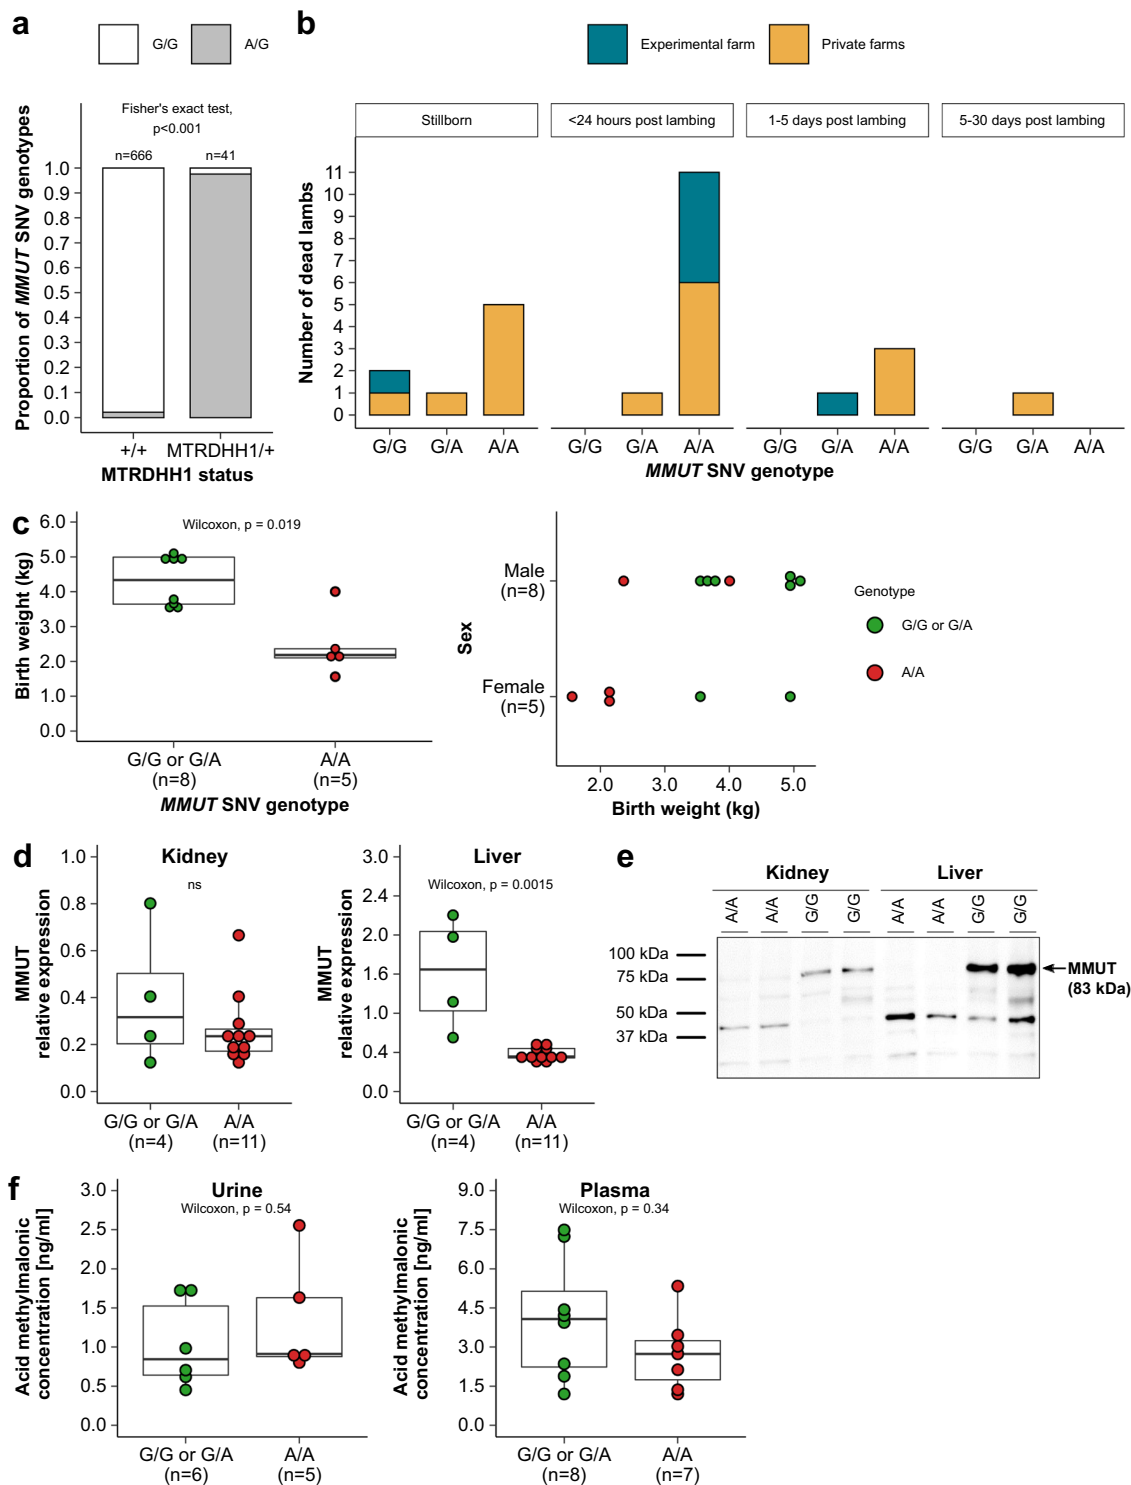 a
G/G
A/G
Fisher's exact test,
p<0.001
n=666
n=41
Proportion of MMUT SNV genotypes
1.0
0.9
0.8
0.7
0.6
0.5
0.4
0.3
0.2
0.1
0.0
+/+
MTRDHH1/+
MTRDHH1 status
b
Experimental farm
Private farms
Stillborn
<24 hours post lambing
1-5 days post lambing
5-30 days post lambing
Number of dead lambs
11
10
9
8
7
6
5
4
3
2
1
0
G/G
G/A
A/A
G/G
G/A
A/A
G/G
G/A
A/A
G/G
G/A
A/A
MMUT SNV genotype
c
Birth weight (kg)
6.0
5.0
4.0
3.0
2.0
1.0
0.0
Wilcoxon, p = 0.019
G/G or G/A
(n=8)
A/A
(n=5)
MMUT SNV genotype
Sex
Male
(n=8)
Female
(n=5)
2.0
3.0
4.0
5.0
Birth weight (kg)
Genotype
G/G or G/A
A/A
d
Kidney
ns
MMUT
relative expression
1.0
0.8
0.6
0.4
0.2
0.0
G/G or G/A
(n=4)
A/A
(n=11)
Liver
Wilcoxon, p = 0.0015
MMUT
relative expression
3.0
2.4
2.0
1.6
1.0
0.4
0.0
G/G or G/A
(n=4)
A/A
(n=11)
e
Kidney
Liver
A/A
A/A
G/G
G/G
A/A
A/A
G/G
G/G
100 kDa
75 kDa
50 kDa
37 kDa
MMUT
(83 kDa)
f
Urine
Wilcoxon, p = 0.54
Acid methylmalonic
concentration [ng/ml]
3.0
2.5
2.0
1.5
1.0
0.5
0.0
G/G or G/A
(n=6)
A/A
(n=5)
Plasma
Wilcoxon, p = 0.34
Acid methylmalonic
concentration [ng/ml]
9.0
7.5
6.0
4.5
3.0
1.5
0.0
G/G or G/A
(n=8)
A/A
(n=7)